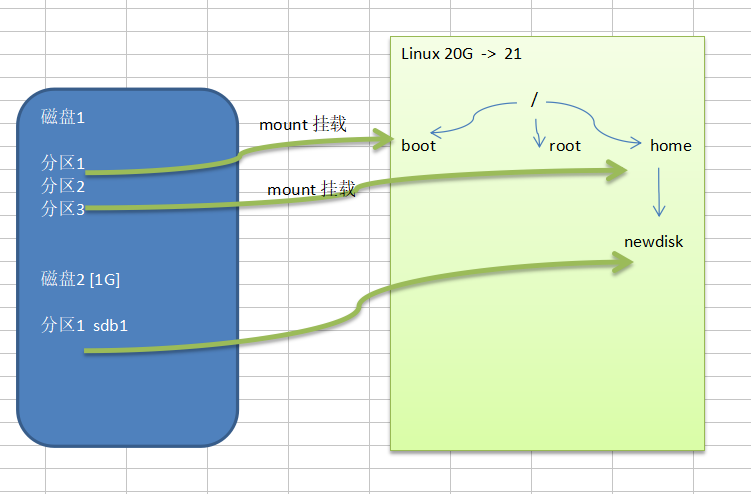 Linux 20G -> 21
磁盘1
/
mount 挂载
boot
root
home
分区1
分区2
mount 挂载
分区3
newdisk
磁盘2 [1G]
分区1 sdb1